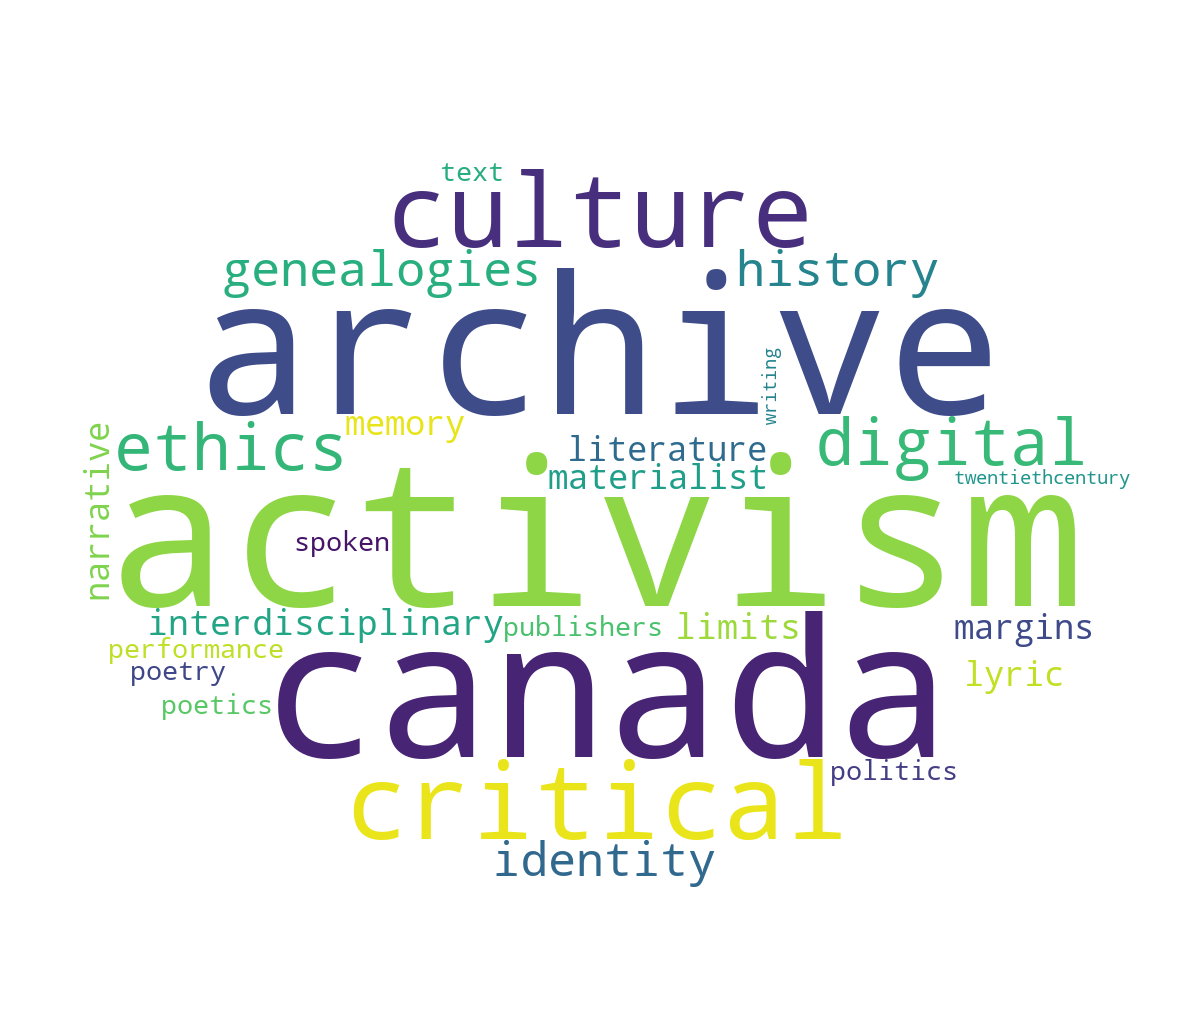 text
culture
genealogies
history
archive
writing
memory
ethics
literature
digital
materialist
twentiethcentury
narrative
activism
spoken
interdisciplinary
publishers
limits
margins
performance
poetry
lyric
poetics
canada
politics
critical
identity